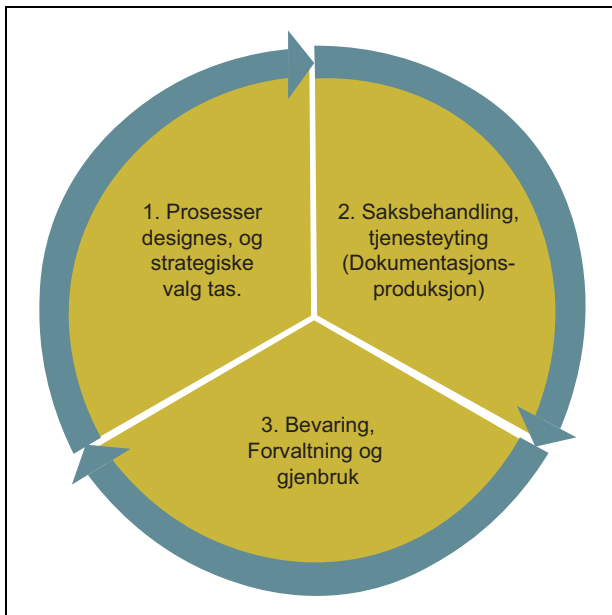 1. Prosesser
designes, og
strategiske
valg tas.
2. Saksbehandling,
tjenesteyting
(Dokumentasjons-
produksjon)
3. Bevaring,
Forvaltning og
gjenbruk